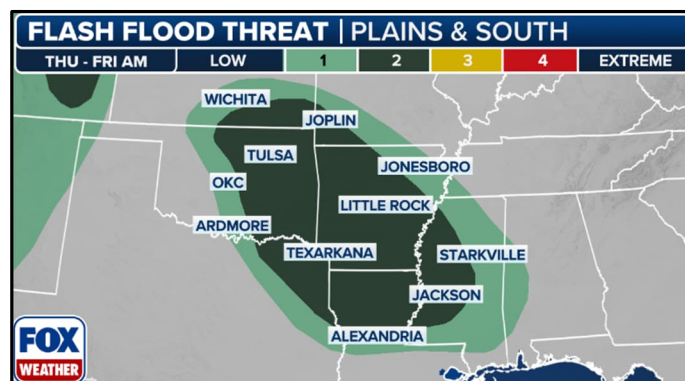 FLASH FLOOD THREAT | PLAINS & SOUTH
THU - FRI AM LOW 1 2 3 4 EXTREME
WICHITA
JOPLIN
TULSA
JONESBORO
OKC
LITTLE ROCK
ARDMORE
TEXARKANA
STARKVILLE
JACKSON
ALEXANDRIA
FOX
WEATHER